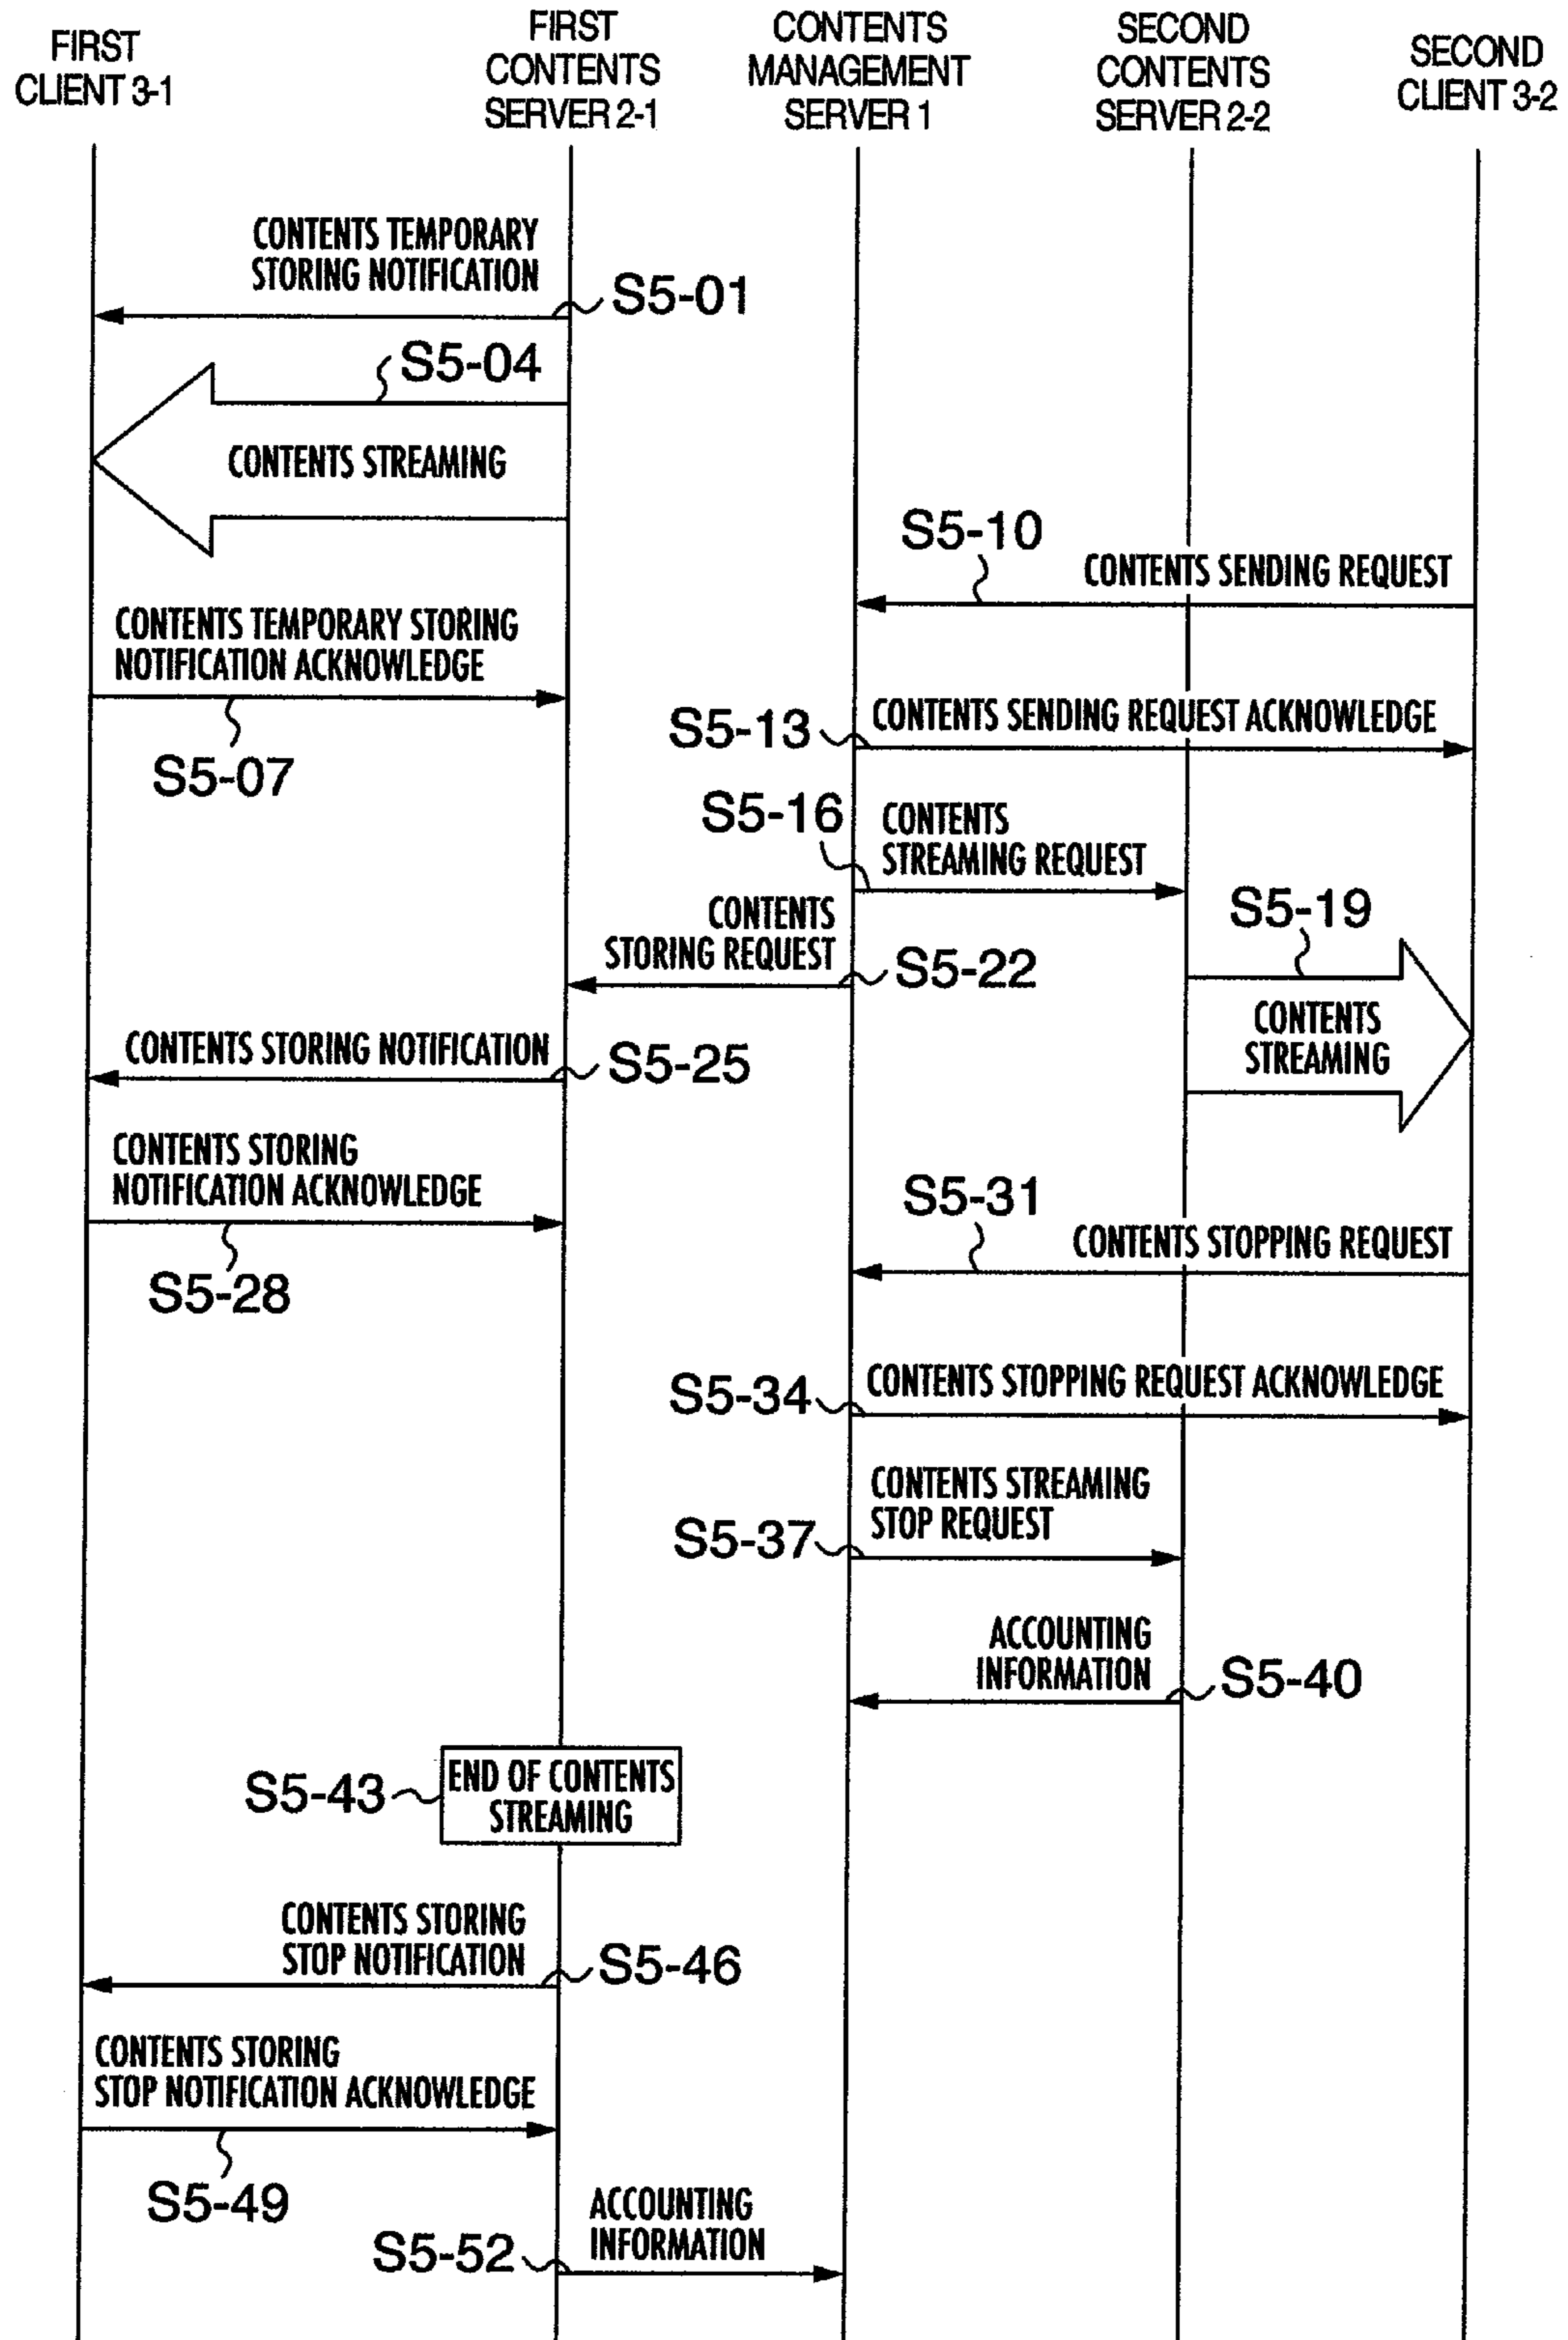 FIRST
CLIENT 3-1
FIRST
CONTENTS
SERVER 2-1
CONTENTS
MANAGEMENT
SERVER 1
SECOND
CONTENTS
SERVER 2-2
SECOND
CLIENT 3-2
CONTENTS TEMPORARY
STORING NOTIFICATION
S5-01
S5-04
CONTENTS STREAMING
S5-10
CONTENTS SENDING REQUEST
CONTENTS TEMPORARY STORING
NOTIFICATION ACKNOWLEDGE
S5-07
S5-13
CONTENTS SENDING REQUEST ACKNOWLEDGE
S5-16
CONTENTS
STREAMING REQUEST
S5-19
CONTENTS
STORING REQUEST
S5-22
CONTENTS
STREAMING
CONTENTS STORING NOTIFICATION
S5-25
CONTENTS STORING
NOTIFICATION ACKNOWLEDGE
S5-28
S5-31
CONTENTS STOPPING REQUEST
S5-34
CONTENTS STOPPING REQUEST ACKNOWLEDGE
CONTENTS STREAMING
STOP REQUEST
S5-37
ACCOUNTING
INFORMATION
S5-40
S5-43
END OF CONTENTS
STREAMING
CONTENTS STORING
STOP NOTIFICATION
S5-46
CONTENTS STORING
STOP NOTIFICATION ACKNOWLEDGE
S5-49
ACCOUNTING
INFORMATION
S5-52